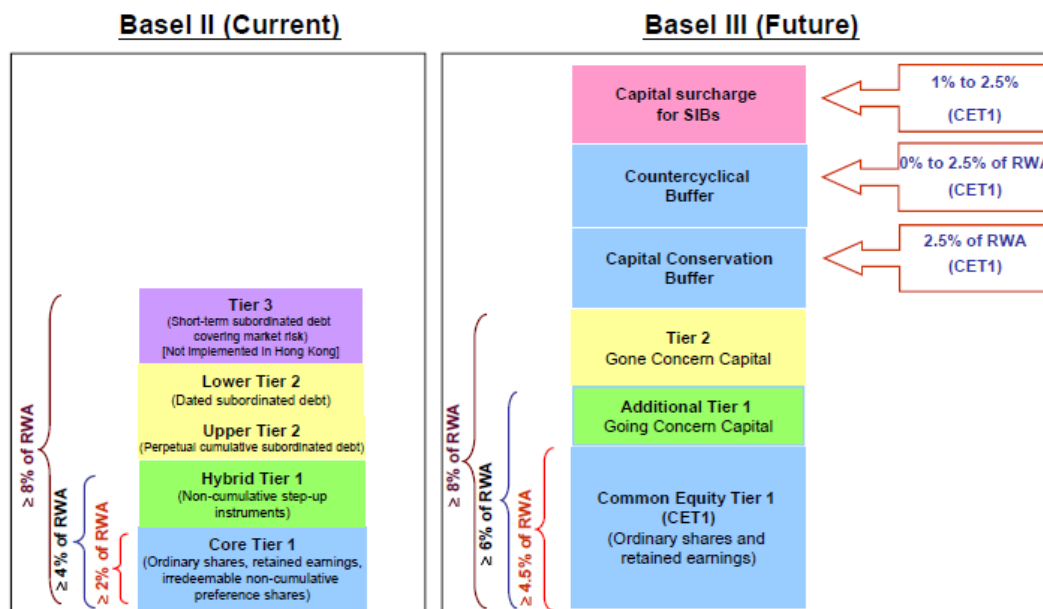 Basel II (Current)
Tier 3
(Short-term subordinated debt
covering market risk)
[Not Implemented in Hong Kong]
Lower Tier 2
(Dated subordinated debt)
Upper Tier 2
(Perpetual cumulative subordinated debt)
Hybrid Tier 1
(Non-cumulative step-up
instruments)
Core Tier 1
(Ordinary shares, retained earnings,
irredeemable non-cumulative
preference shares)
≥ 8% of RWA
≥ 4% of RWA
≥ 2% of RWA
Basel III (Future)
Capital surcharge
for SIBs
1% to 2.5%
(CET1)
Countercyclical
Buffer
0% to 2.5% of RWA
(CET1)
Capital Conservation
Buffer
2.5% of RWA
(CET1)
Tier 2
Gone Concern Capital
Additional Tier 1
Going Concern Capital
Common Equity Tier 1
(CET1)
(Ordinary shares and
retained earnings)
≥ 8% of RWA
≥ 6% of RWA
≥ 4.5% of RWA